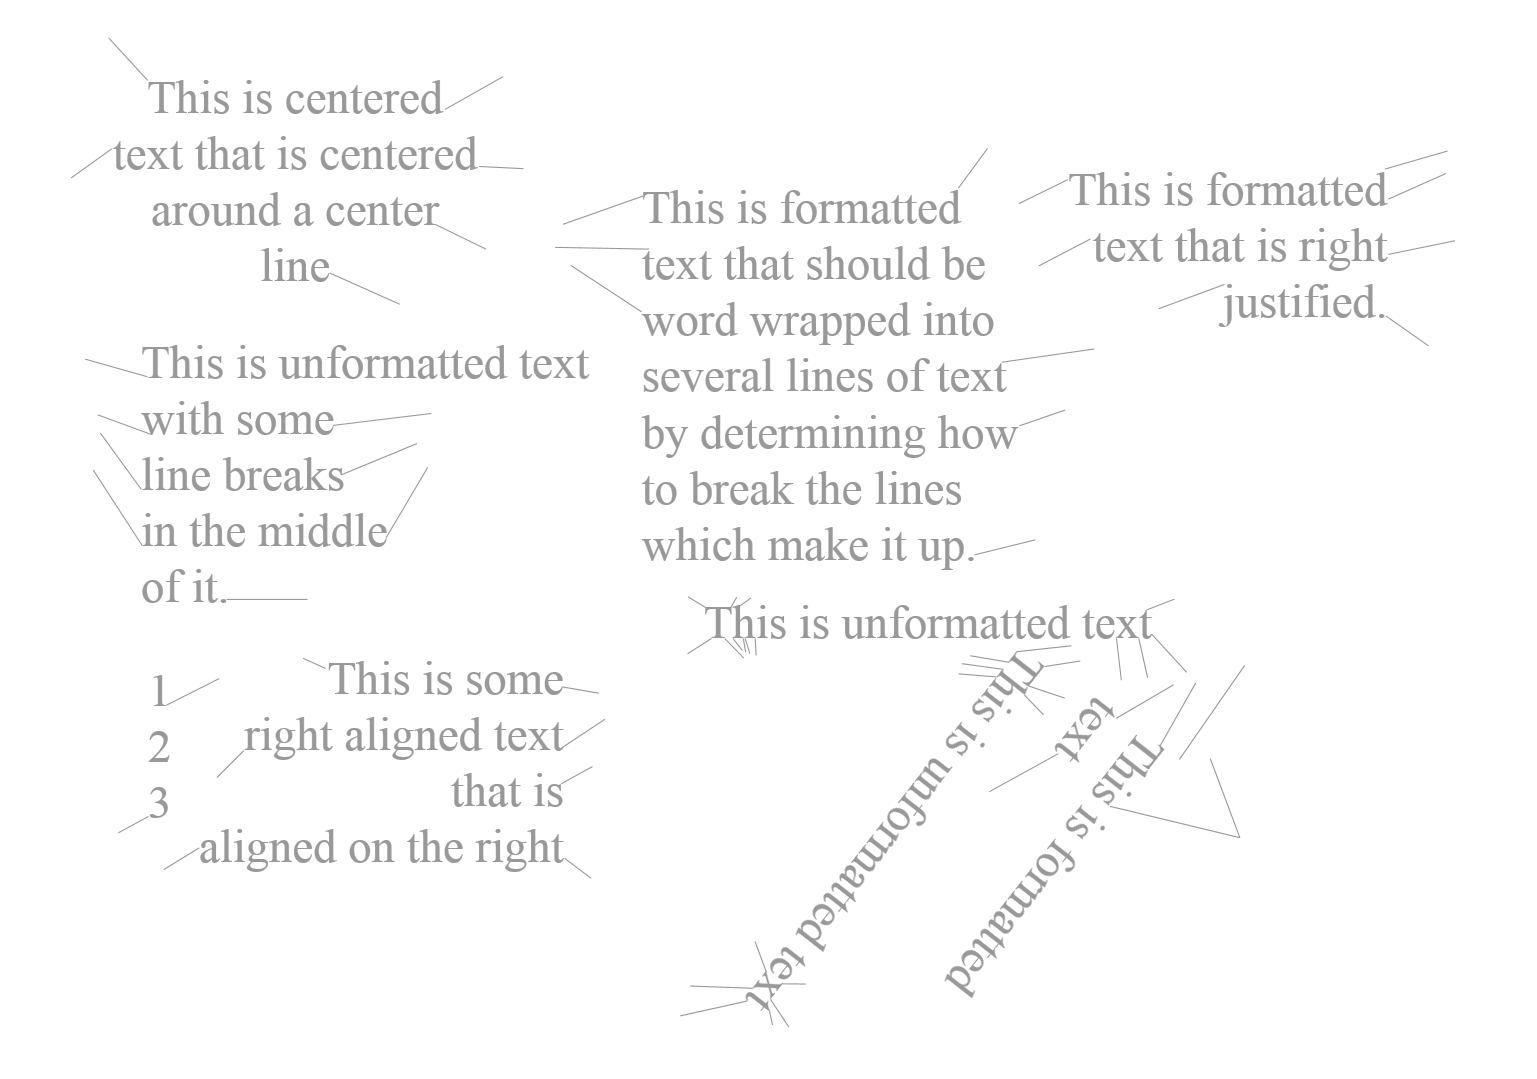 This is centered
text that is centered
around a center
line
This is unformatted text
with some
line breaks
in the middle
of it.
1
2
3
This is some
right aligned text
that is
aligned on the right
This is formatted
text that should be
word wrapped into
several lines of text
by determining how
to break the lines
which make it up.
This is formatted
text that is right
justified.
This is unformatted text
This is unformatted text
This is formatted
text